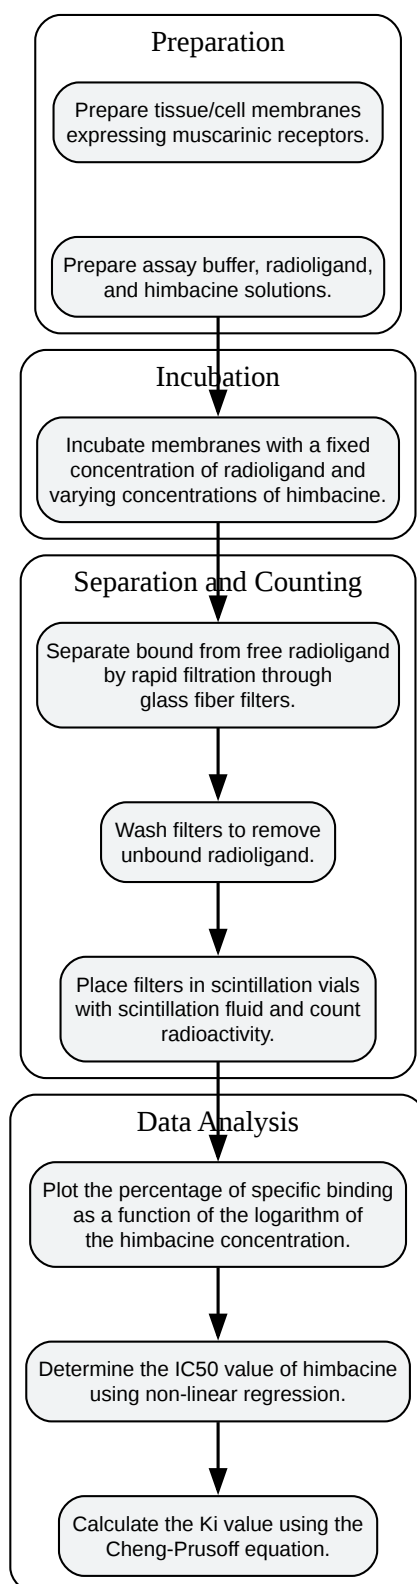 Preparation
Prepare tissue/cell membranes
expressing muscarinic receptors.
Prepare assay buffer, radioligand,
and himbacine solutions.
Incubation
Incubate membranes with a fixed
concentration of radioligand and
varying concentrations of himbacine.
Separation and Counting
Separate bound from free radioligand
by rapid filtration through
glass fiber filters.
Wash filters to remove
unbound radioligand.
Place filters in scintillation vials
with scintillation fluid and count
radioactivity.
Data Analysis
Plot the percentage of specific binding
as a function of the logarithm of
the himbacine concentration.
Determine the IC50 value of himbacine
using non-linear regression.
Calculate the Ki value using the
Cheng-Prusoff equation.